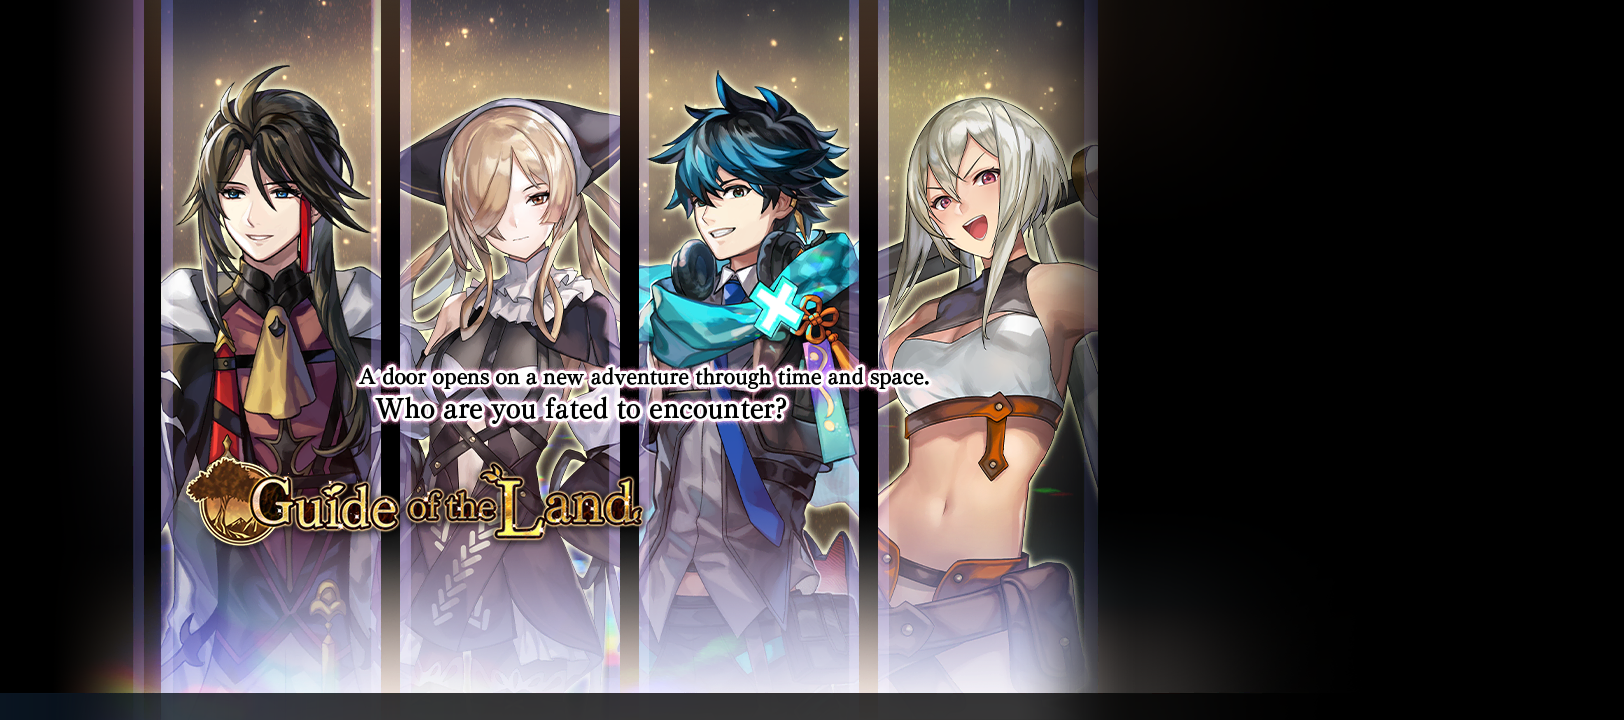 A door opens on a new adventure through time and space.
Who are you fated to encounter?
Guide of the Land